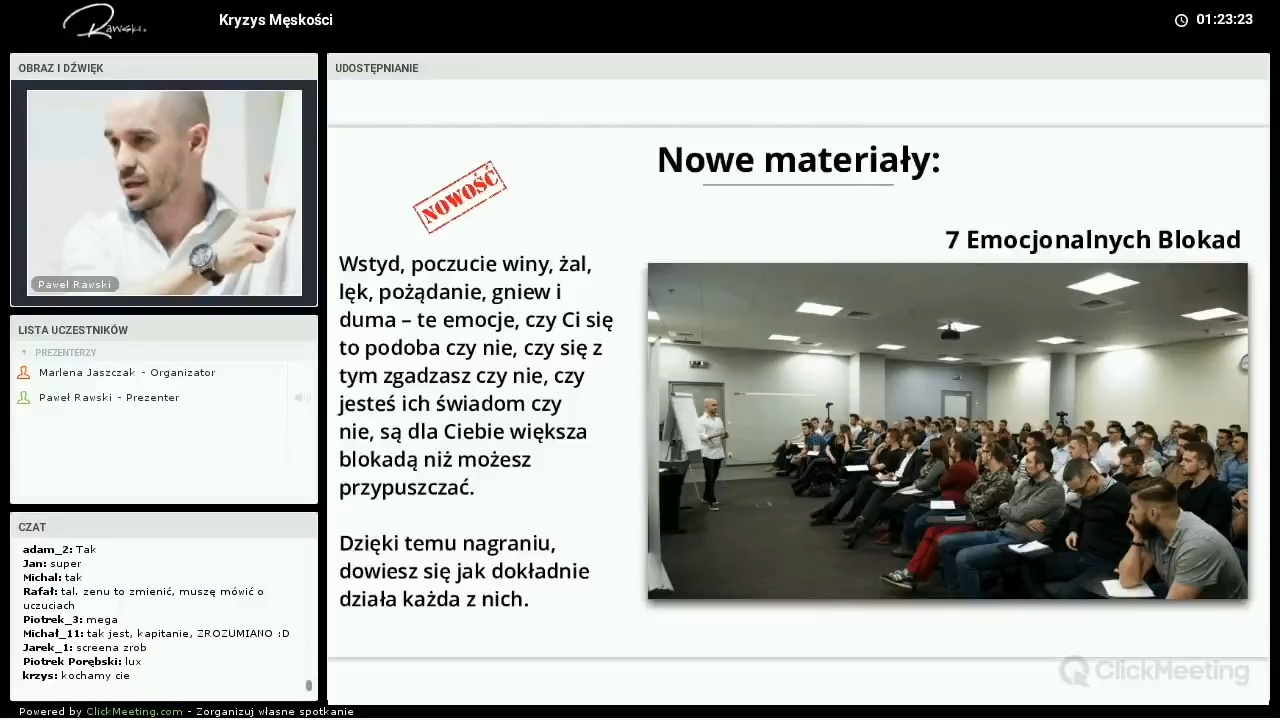 Rawski.
Kryzys Męskości
01:23:23
OBRAZ I DŹWIĘK
Paweł Rawski
LISTA UCZESTNIKÓW
PREZENTERZY
Marlena Jaszczak - Organizator
Paweł Rawski - Prezenter
CZAT
adam_2: Tak
Jan: super
Michal: tak
Rafał: tal. zenu to zmienić, muszę mówić o
uczuciach
Piotrek_3: mega
Michał_11: tak jest, kapitanie, ZROZUMIANO :D
Jarek_1: screena zrob
Piotrek Porębski: lux
krzys: kochamy cie
UDOSTĘPNIANIE
Nowe materiały:
NOWOŚĆ
7 Emocjonalnych Blokad
Wstyd, poczucie winy, żal,
lęk, pożądanie, gniew i
duma – te emocje, czy Ci się
to podoba czy nie, czy się z
tym zgadzasz czy nie, czy
jesteś ich świadom czy
nie, są dla Ciebie większa
blokadą niż możesz
przypuszczać.
Dzięki temu nagraniu,
dowiesz się jak dokładnie
działa każda z nich.
ClickMeeting
Powered by ClickMeeting.com - Zorganizuj własne spotkanie